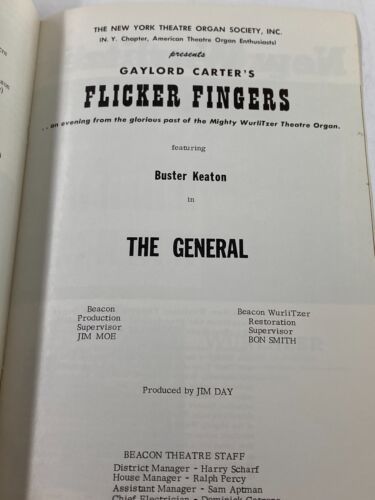 THE NEW YORK THEATRE ORGAN SOCIETY, INC.
(N. Y. Chapter, American Theatre Organ Enthusiasts)
presents
GAYLORD CARTER'S
FLICKER FINGERS
. . an evening from the glorious past of the Mighty WurliTzer Theatre Organ.
featuring
Buster Keaton
in
THE GENERAL
Beacon
Production
Supervisor
JIM MOE
Beacon WurliTzer
Restoration
Supervisor
BON SMITH
Produced by JIM DAY
BEACON THEATRE STAFF
District Manager - Harry Scharf
House Manager - Ralph Percy
Assistant Manager - Sam Aptman
Chief Electrician - Dominick